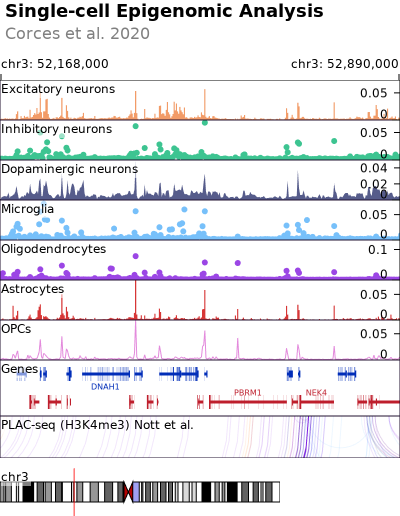 Single-cell Epigenomic Analysis
Corces et al. 2020
chr3: 52,168,000 chr3: 52,890,000
Excitatory neurons
0.05
0
Inhibitory neurons
0.05
0
Dopaminergic neurons
0.04
0.02
0
Microglia
0.05
0
Oligodendrocytes
0.1
0
Astrocytes
0.05
0
OPCs
0.05
0
Genes
DNAH1
PBRM1 NEK4
PLAC-seq (H3K4me3) Nott et al.
chr3